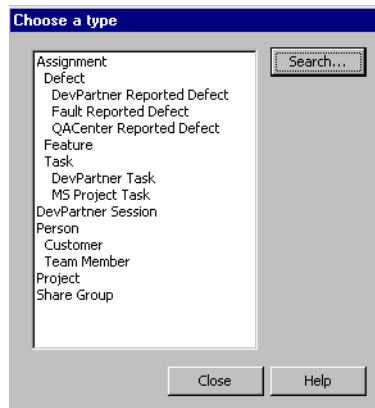 Choose a type
Assignment
Search...
Defect
DevPartner Reported Defect
Fault Reported Defect
QACenter Reported Defect
Feature
Task
DevPartner Task
MS Project Task
DevPartner Session
Person
Customer
Team Member
Project
Share Group
Close
Help